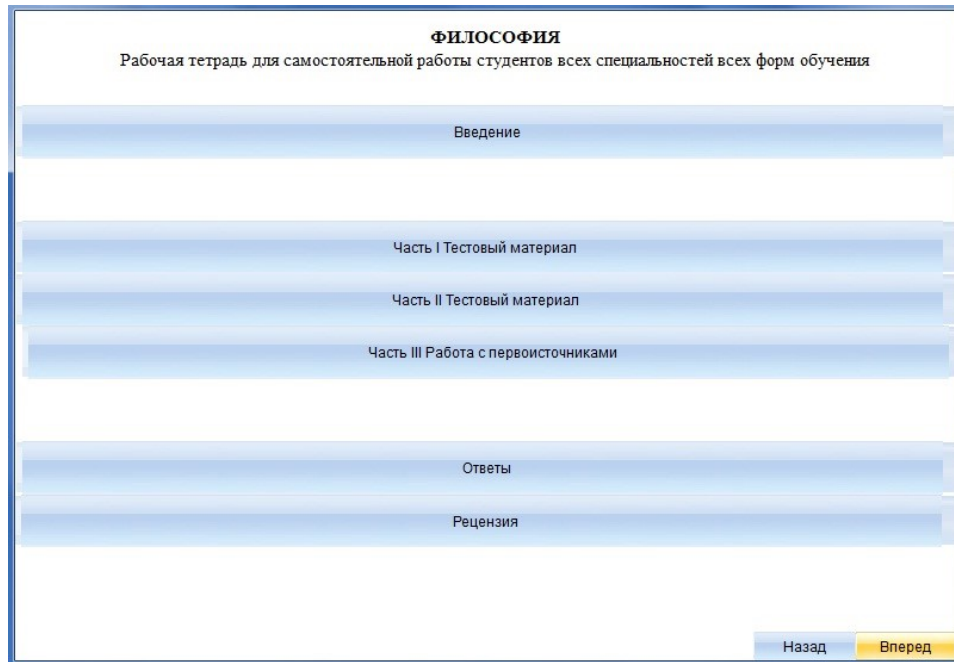 ФИЛОСОФИЯ
Рабочая тетрадь для самостоятельной работы студентов всех специальностей всех форм обучения
Введение
Часть I Тестовый материал
Часть II Тестовый материал
Часть III Работа с первоисточниками
Ответы
Рецензия
Назад
Вперед